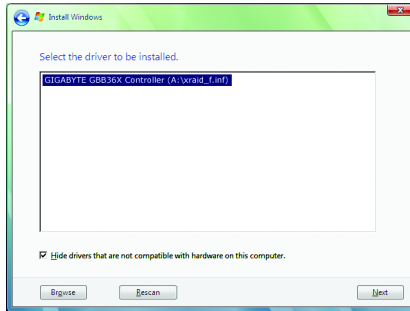 Install Windows
Select the driver to be installed.
GIGABYTE GBB36X Controller (A:\xraid_f.inf)
Hide drivers that are not compatible with hardware on this computer.
Browse Rescan Next